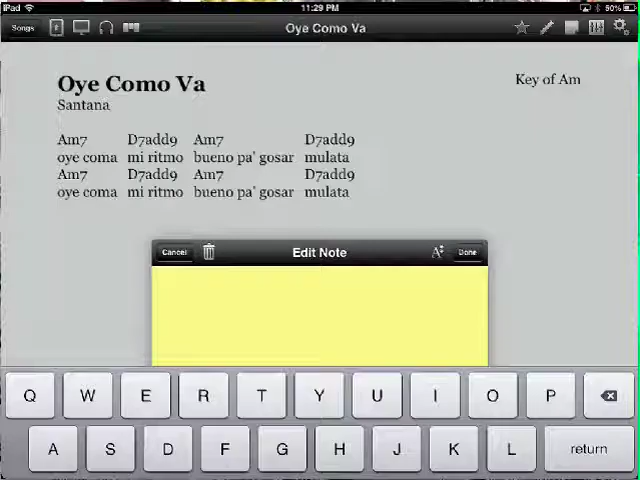 iPad 11:29 PM 50%
Songs Oye Como Va
Oye Como Va Key of Am
Santana
Am7 D7add9 Am7 D7add9
oye coma mi ritmo bueno pa' gosar mulata
Am7 D7add9 Am7 D7add9
oye coma mi ritmo bueno pa' gosar mulata
Cancel Edit Note A Done
Q W E R T Y U I O P
A S D F G H J K L return